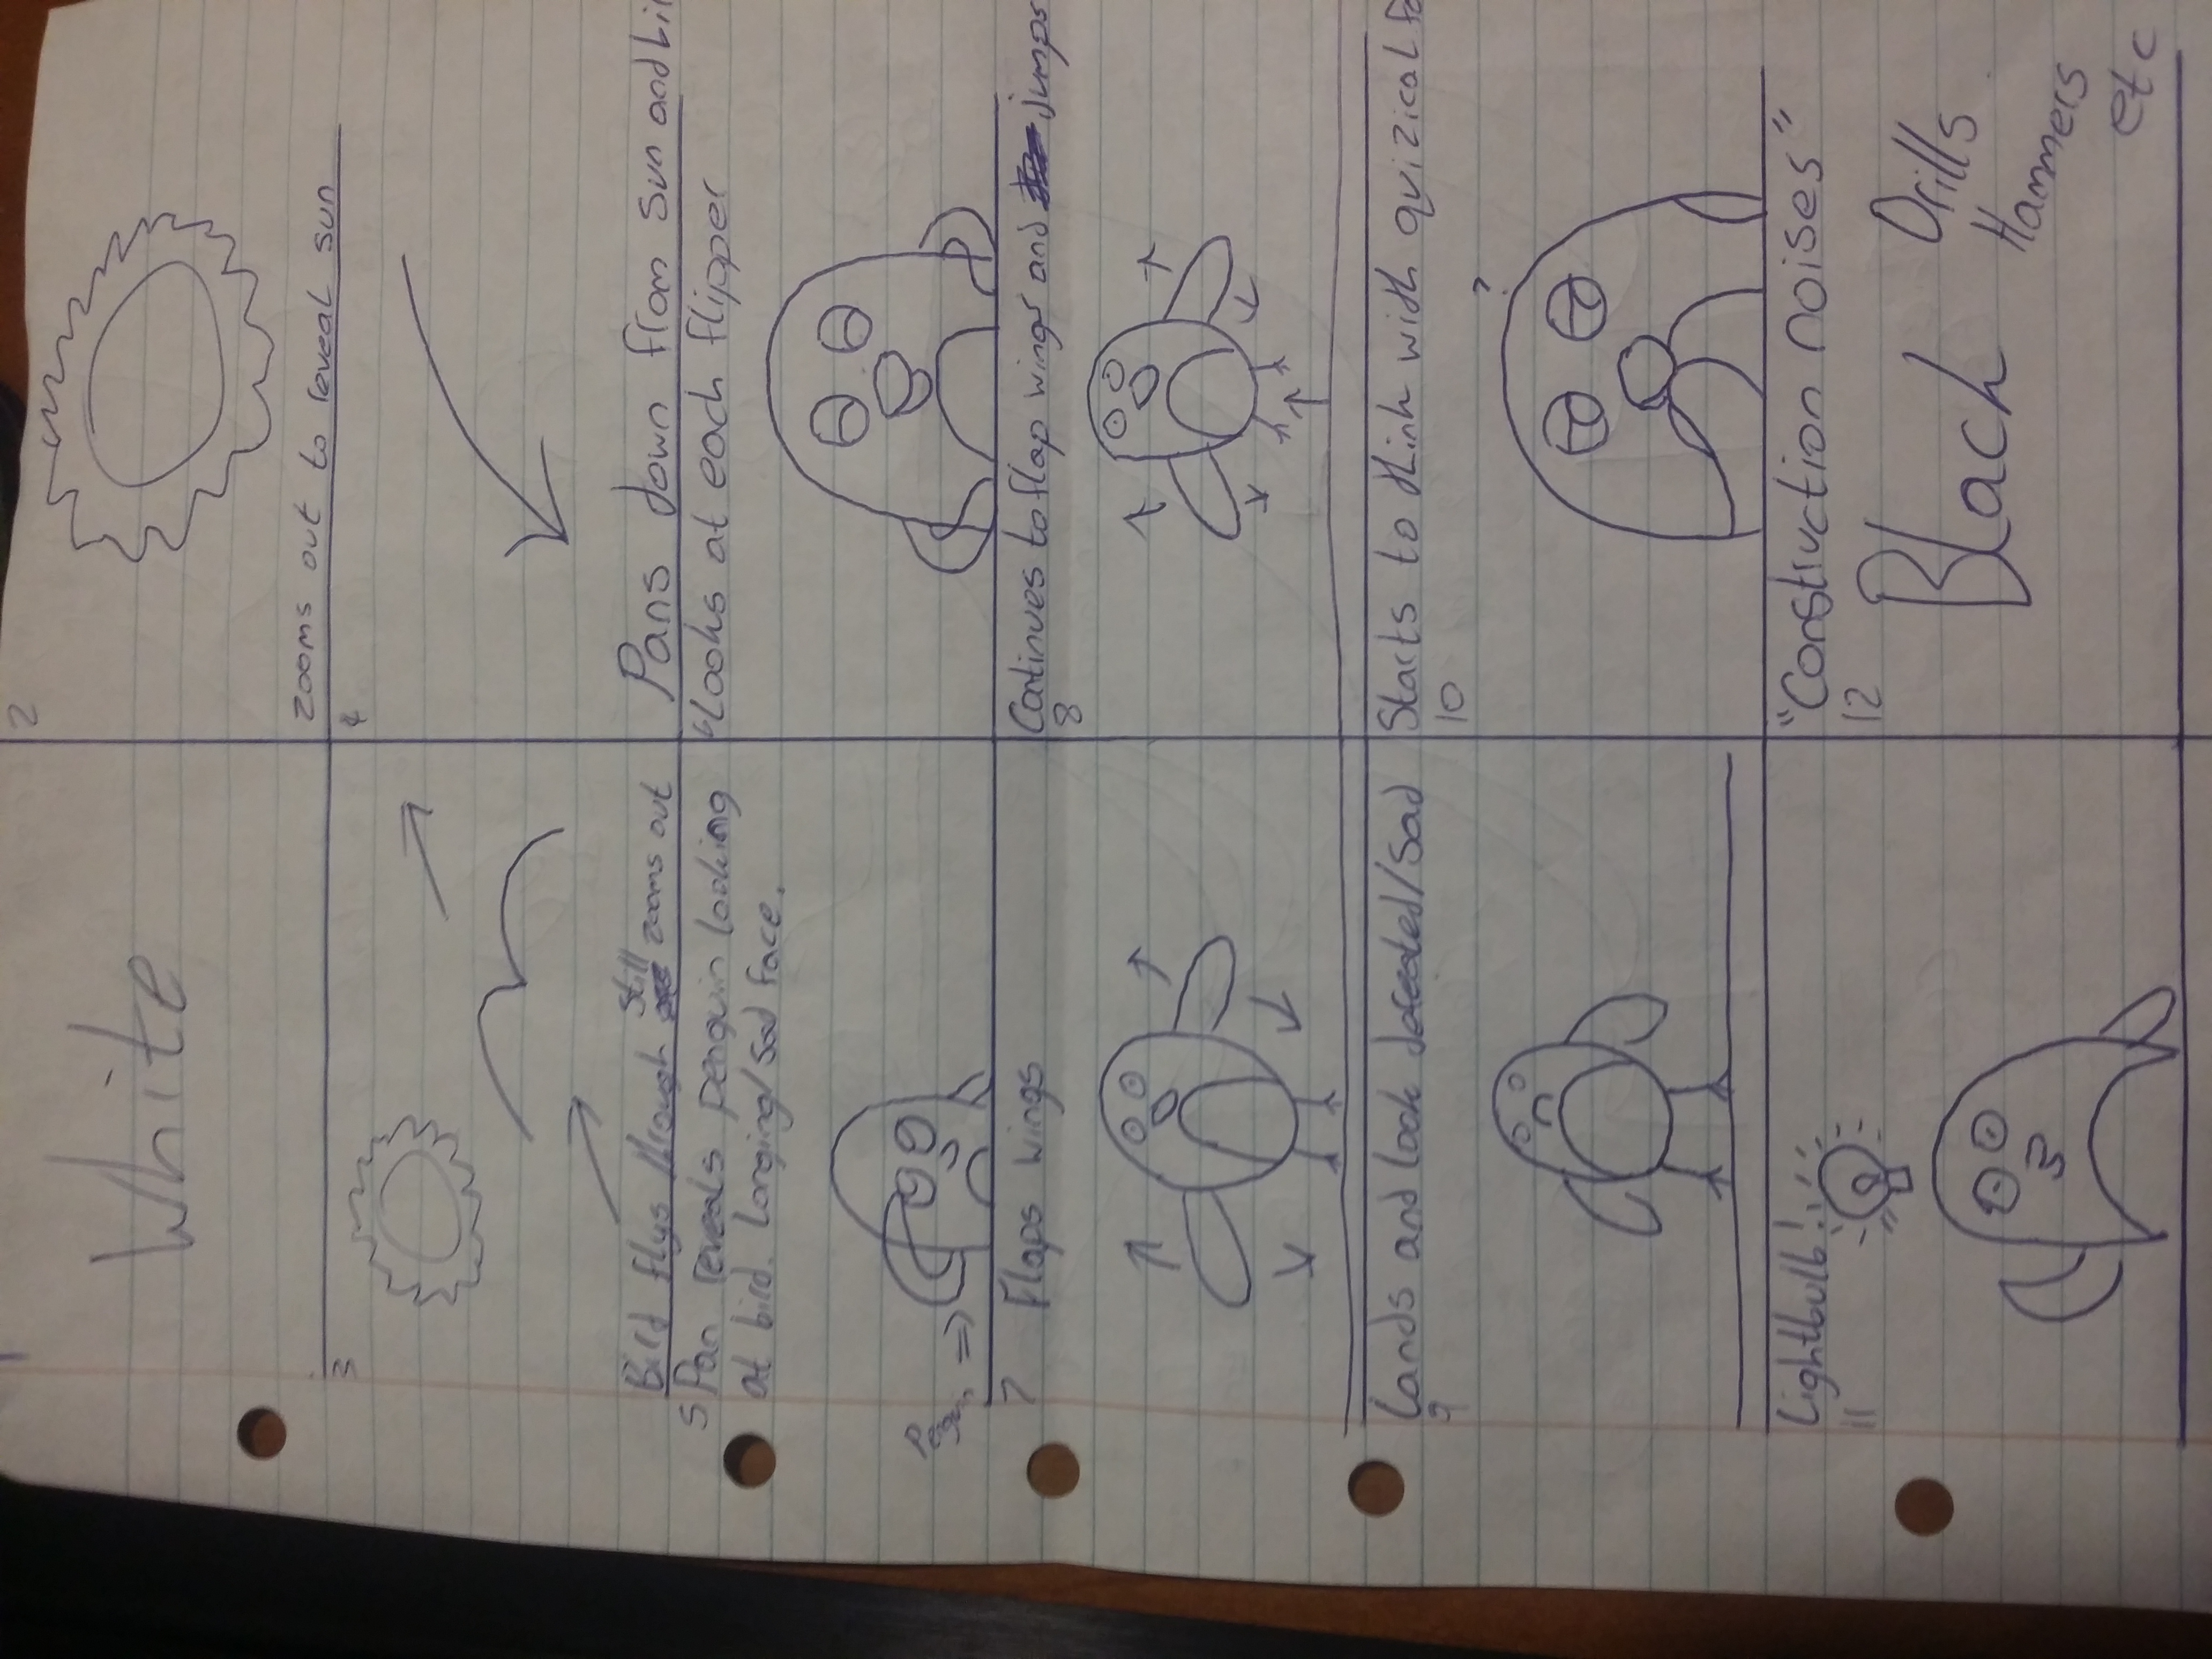 1
White
2
zooms out to reveal sun
3
Bird flys through still zooms out
4
Pans down from sun and bi
5 Pan reveals penguin looking
at bird. Longing/sad face.
Penguin =>
6 looks at each flipper
7 Flaps wings
Continues to flap wings and jumps
8
Lands and look defeated/sad
9
Starts to think with quizical fa
10
?
Lightbulb!
11
"Construction noises"
12
Black
Drills
Hammers
etc